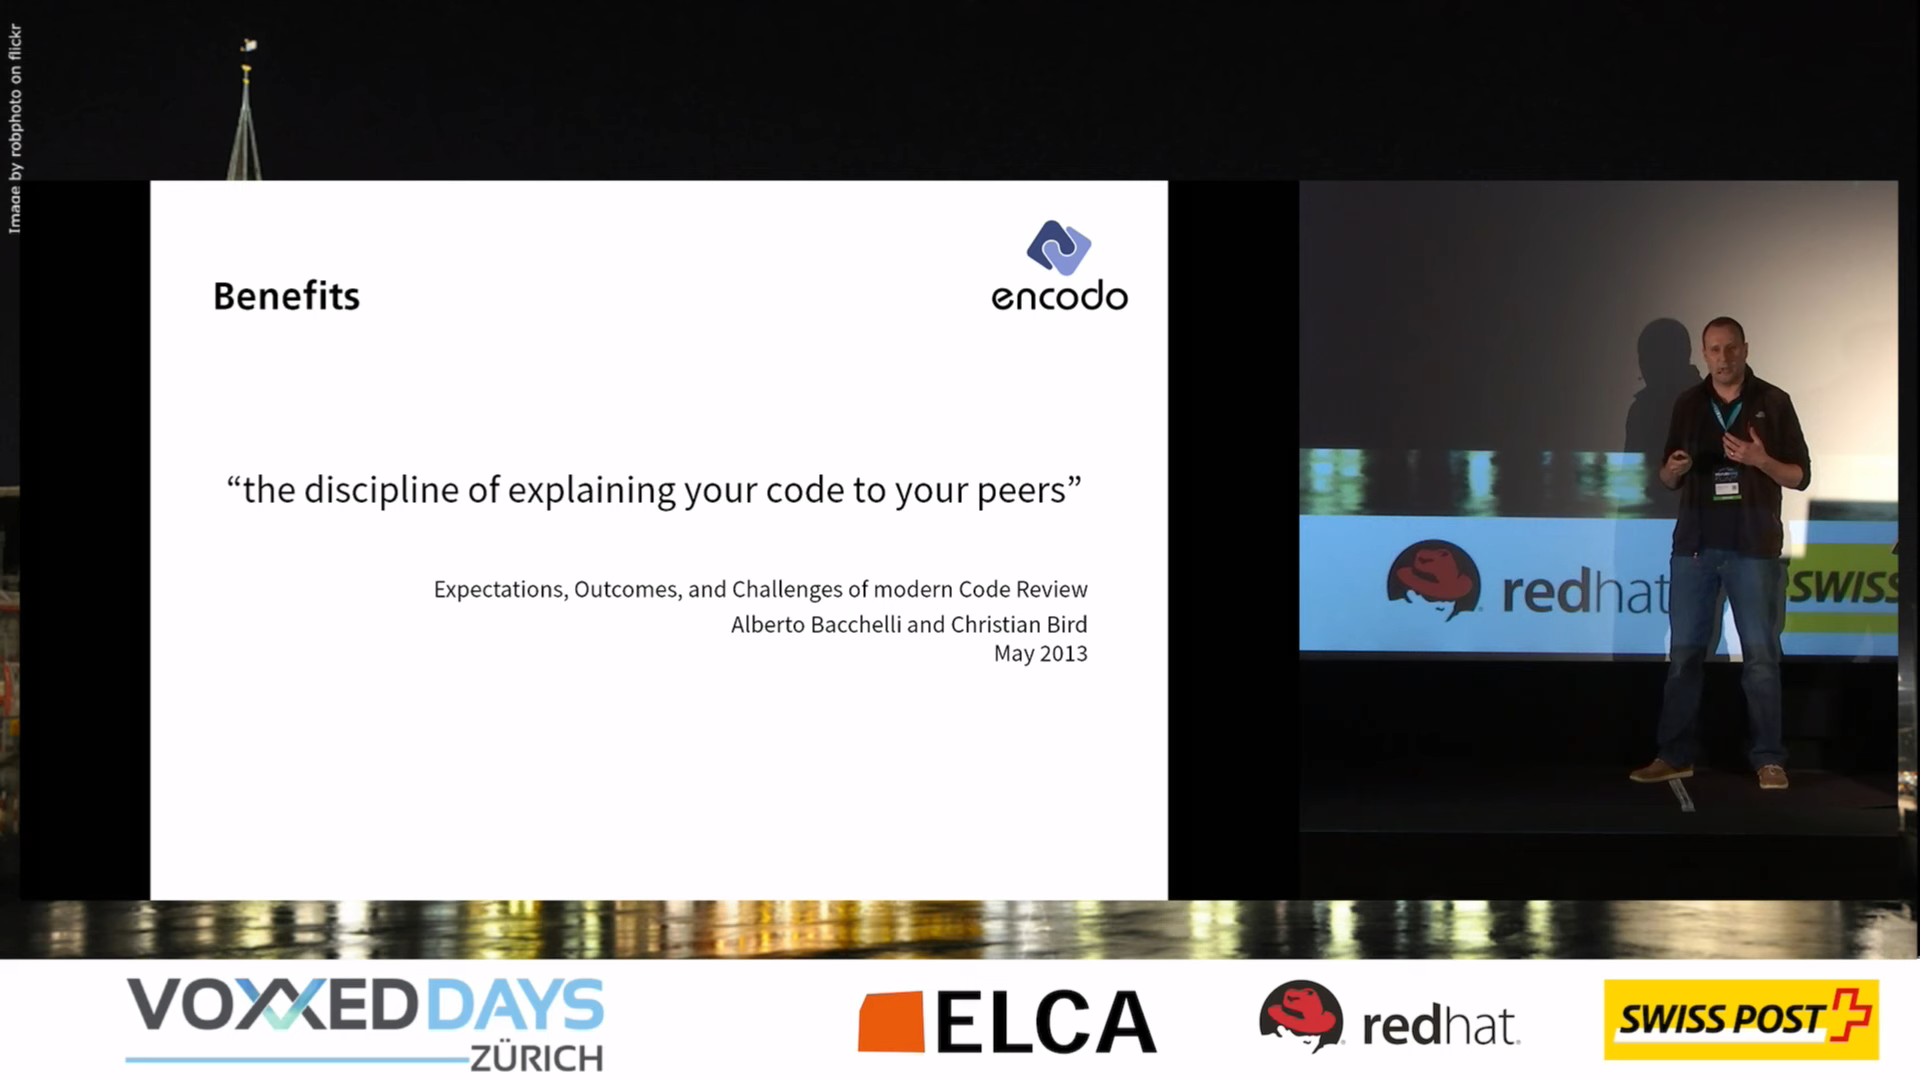 Image by robphoto on flickr
Benefits
encodo
“the discipline of explaining your code to your peers”
Expectations, Outcomes, and Challenges of modern Code Review
Alberto Bacchelli and Christian Bird
May 2013
redhat
SWISS
VOXXED DAYS
ZÜRICH
ELCA
redhat.
SWISS POST